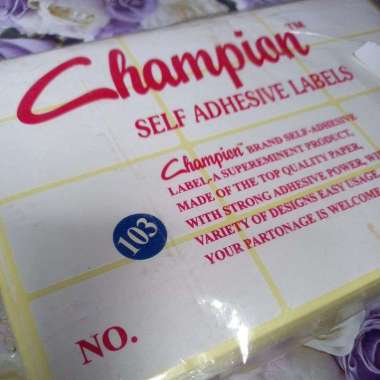 Champion™
SELF ADHESIVE LABELS
Champion™ BRAND SELF-ADHESIVE
LABEL-A SUPEREMINENT PRODUCT,
MADE OF THE TOP QUALITY PAPER,
WITH STRONG ADHESIVE POWER, WI
VARIETY OF DESIGNS EASY USAGE
YOUR PARTONAGE IS WELCOME
103
NO.